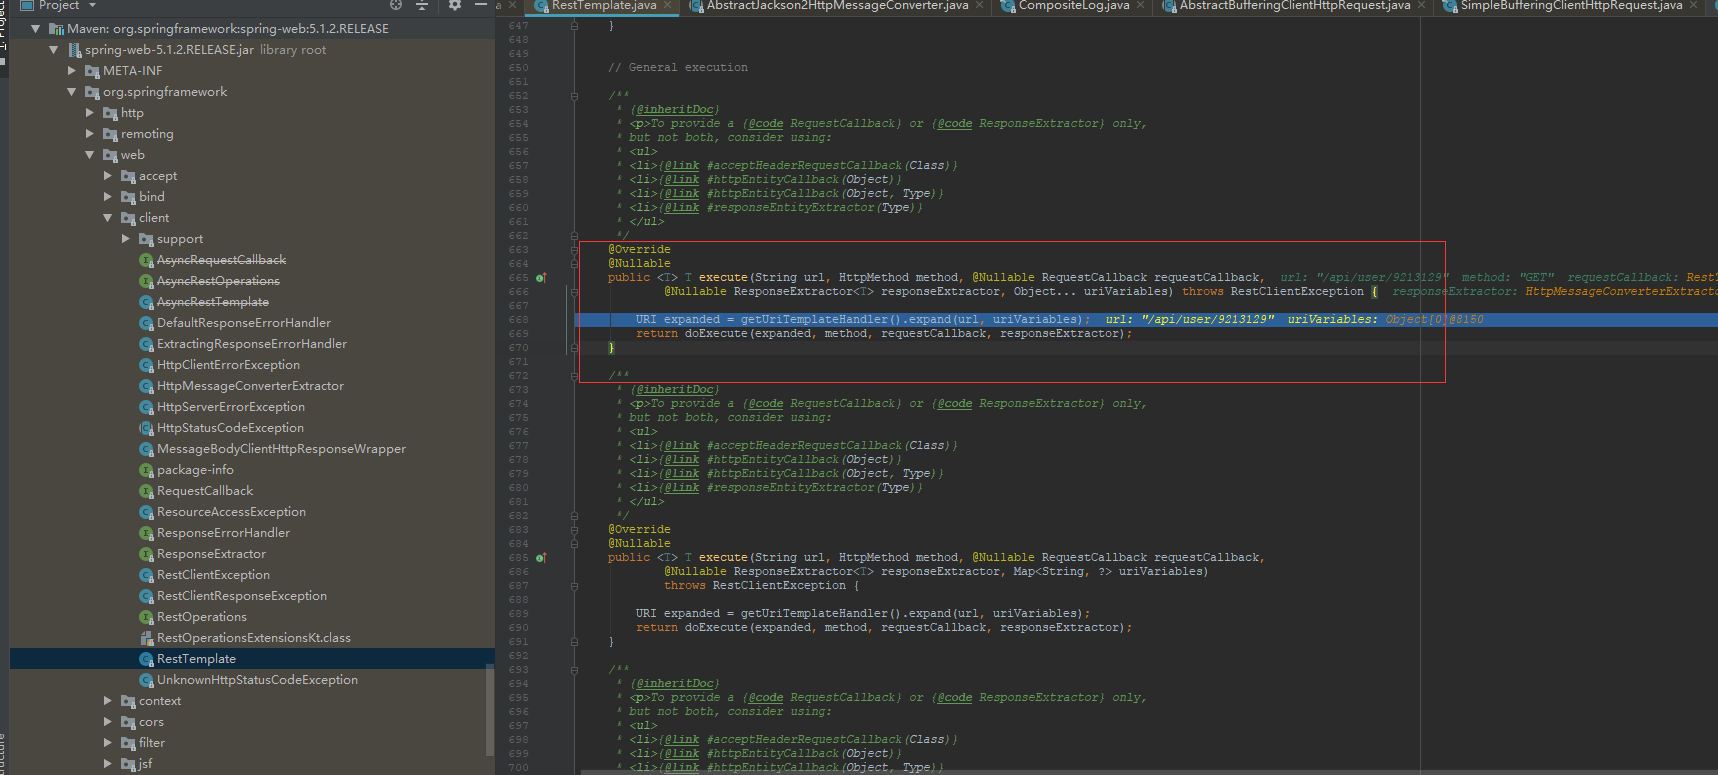 Project
Maven: org.springframework:spring-web:5.1.2.RELEASE
spring-web-5.1.2.RELEASE.jar library root
META-INF
org.springframework
http
remoting
web
accept
bind
client
support
AsyncRequestCallback
AsyncRestOperations
AsyncRestTemplate
DefaultResponseErrorHandler
ExtractingResponseErrorHandler
HttpClientErrorException
HttpMessageConverterExtractor
HttpServerErrorException
HttpStatusCodeException
MessageBodyClientHttpResponseWrapper
package-info
RequestCallback
ResourceAccessException
ResponseErrorHandler
ResponseExtractor
RestClientException
RestClientResponseException
RestOperations
RestOperationsExtensionsKt.class
RestTemplate
UnknownHttpStatusCodeException
context
cors
filter
jsf
RestTemplate.java AbstractJackson2HttpMessageConverter.java CompositeLog.java AbstractBufferingClientHttpRequest.java SimpleBufferingClientHttpRequest.java
647 }
648
649
650 // General execution
651
652 /**
653 * {@inheritDoc}
654 * <p>To provide a {@code RequestCallback} or {@code ResponseExtractor} only,
655 * but not both, consider using:
656 * <ul>
657 * <li>{@link #acceptHeaderRequestCallback(Class)}
658 * <li>{@link #httpEntityCallback(Object)}
659 * <li>{@link #httpEntityCallback(Object, Type)}
660 * <li>{@link #responseEntityExtractor(Type)}
661 * </ul>
662 */
663 @Override
664 @Nullable
665 public <T> T execute(String url, HttpMethod method, @Nullable RequestCallback requestCallback, url: "/api/user/9213129" method: "GET" requestCallback: RestT
666 @Nullable ResponseExtractor<T> responseExtractor, Object... uriVariables) throws RestClientException { responseExtractor: HttpMessageConverterExtracto
667
668 URI expanded = getUriTemplateHandler().expand(url, uriVariables); url: "/api/user/9213129" uriVariables: Object[0]@8150
669 return doExecute(expanded, method, requestCallback, responseExtractor);
670 }
671
672 /**
673 * {@inheritDoc}
674 * <p>To provide a {@code RequestCallback} or {@code ResponseExtractor} only,
675 * but not both, consider using:
676 * <ul>
677 * <li>{@link #acceptHeaderRequestCallback(Class)}
678 * <li>{@link #httpEntityCallback(Object)}
679 * <li>{@link #httpEntityCallback(Object, Type)}
680 * <li>{@link #responseEntityExtractor(Type)}
681 * </ul>
682 */
683 @Override
684 @Nullable
685 public <T> T execute(String url, HttpMethod method, @Nullable RequestCallback requestCallback,
686 @Nullable ResponseExtractor<T> responseExtractor, Map<String, ?> uriVariables)
687 throws RestClientException {
688
689 URI expanded = getUriTemplateHandler().expand(url, uriVariables);
690 return doExecute(expanded, method, requestCallback, responseExtractor);
691 }
692
693 /**
694 * {@inheritDoc}
695 * <p>To provide a {@code RequestCallback} or {@code ResponseExtractor} only,
696 * but not both, consider using:
697 * <ul>
698 * <li>{@link #acceptHeaderRequestCallback(Class)}
699 * <li>{@link #httpEntityCallback(Object)}
700 * <li>{@link #httpEntityCallback(Object, Type)}